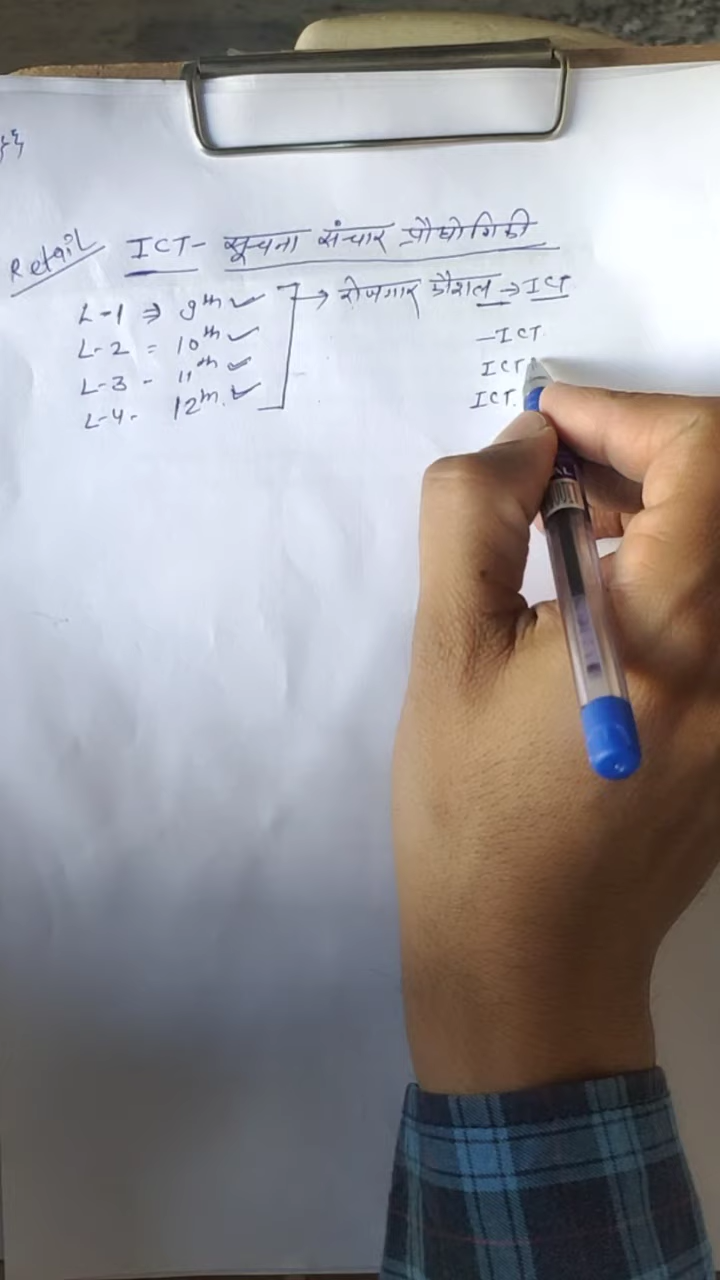 Retail ICT- सूचना संचार प्रौद्योगिकी
L-1 ⇒ 9th ✓ → रोजगार कौशल → ICT
L-2 = 10th ✓ -ICT
L-3 - 11th ✓ ICT
L-4- 12th. ✓ ICT.